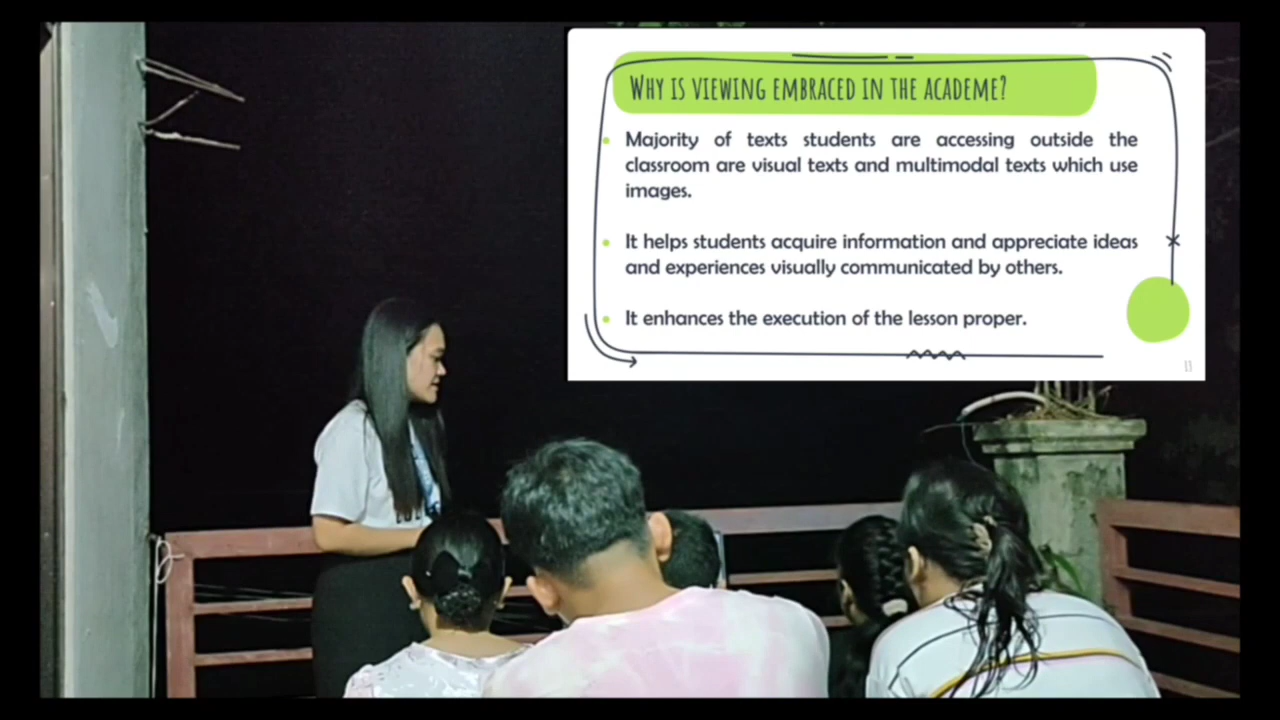 WHY IS VIEWING EMBRACED IN THE ACADEME?
Majority of texts students are accessing outside the
classroom are visual texts and multimodal texts which use
images.
It helps students acquire information and appreciate ideas
and experiences visually communicated by others.
It enhances the execution of the lesson proper.
11